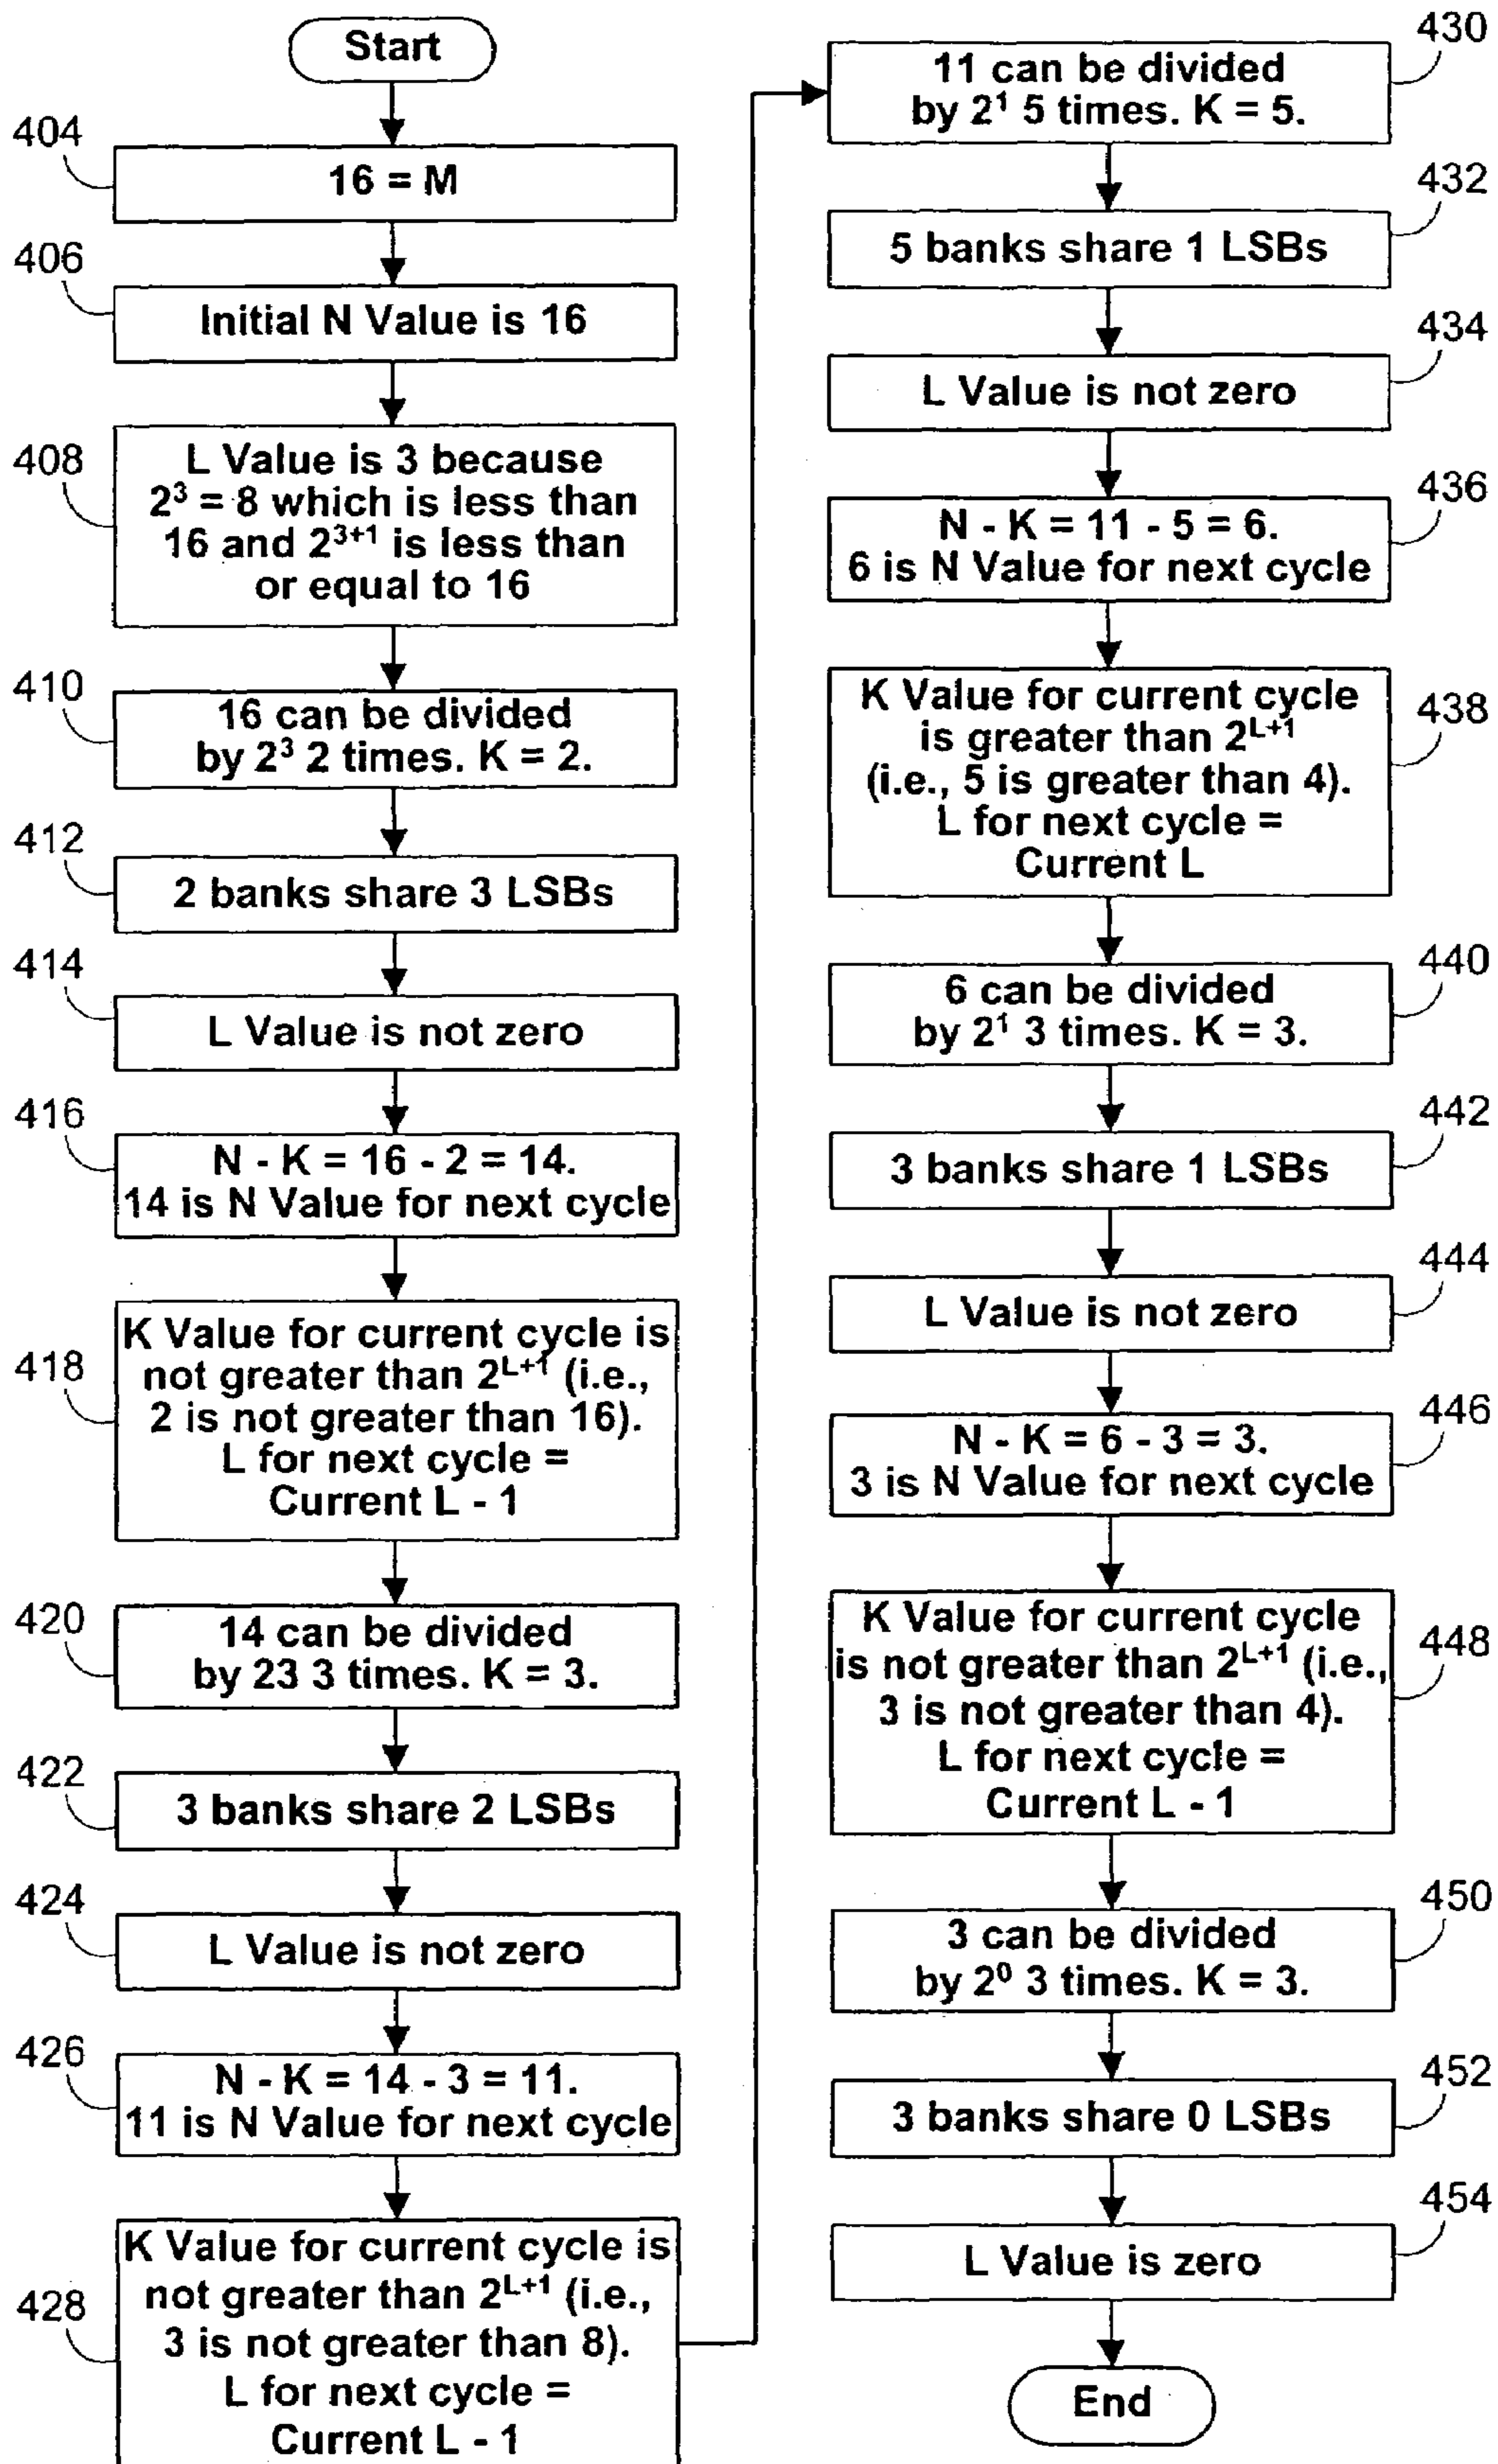 Start
404
16 = M
406
Initial N Value is 16
408
L Value is 3 because
2³ = 8 which is less than
16 and 2³⁺¹ is less than
or equal to 16
410
16 can be divided
by 2³ 2 times. K = 2.
412
2 banks share 3 LSBs
414
L Value is not zero
416
N - K = 16 - 2 = 14.
14 is N Value for next cycle
418
K Value for current cycle is
not greater than 2ᴸ⁺¹ (i.e.,
2 is not greater than 16).
L for next cycle =
Current L - 1
420
14 can be divided
by 23 3 times. K = 3.
422
3 banks share 2 LSBs
424
L Value is not zero
426
N - K = 14 - 3 = 11.
11 is N Value for next cycle
428
K Value for current cycle is
not greater than 2ᴸ⁺¹ (i.e.,
3 is not greater than 8).
L for next cycle =
Current L - 1
430
11 can be divided
by 2¹ 5 times. K = 5.
432
5 banks share 1 LSBs
434
L Value is not zero
436
N - K = 11 - 5 = 6.
6 is N Value for next cycle
438
K Value for current cycle
is greater than 2ᴸ⁺¹
(i.e., 5 is greater than 4).
L for next cycle =
Current L
440
6 can be divided
by 2¹ 3 times. K = 3.
442
3 banks share 1 LSBs
444
L Value is not zero
446
N - K = 6 - 3 = 3.
3 is N Value for next cycle
448
K Value for current cycle
is not greater than 2ᴸ⁺¹ (i.e.,
3 is not greater than 4).
L for next cycle =
Current L - 1
450
3 can be divided
by 2⁰ 3 times. K = 3.
452
3 banks share 0 LSBs
454
L Value is zero
End